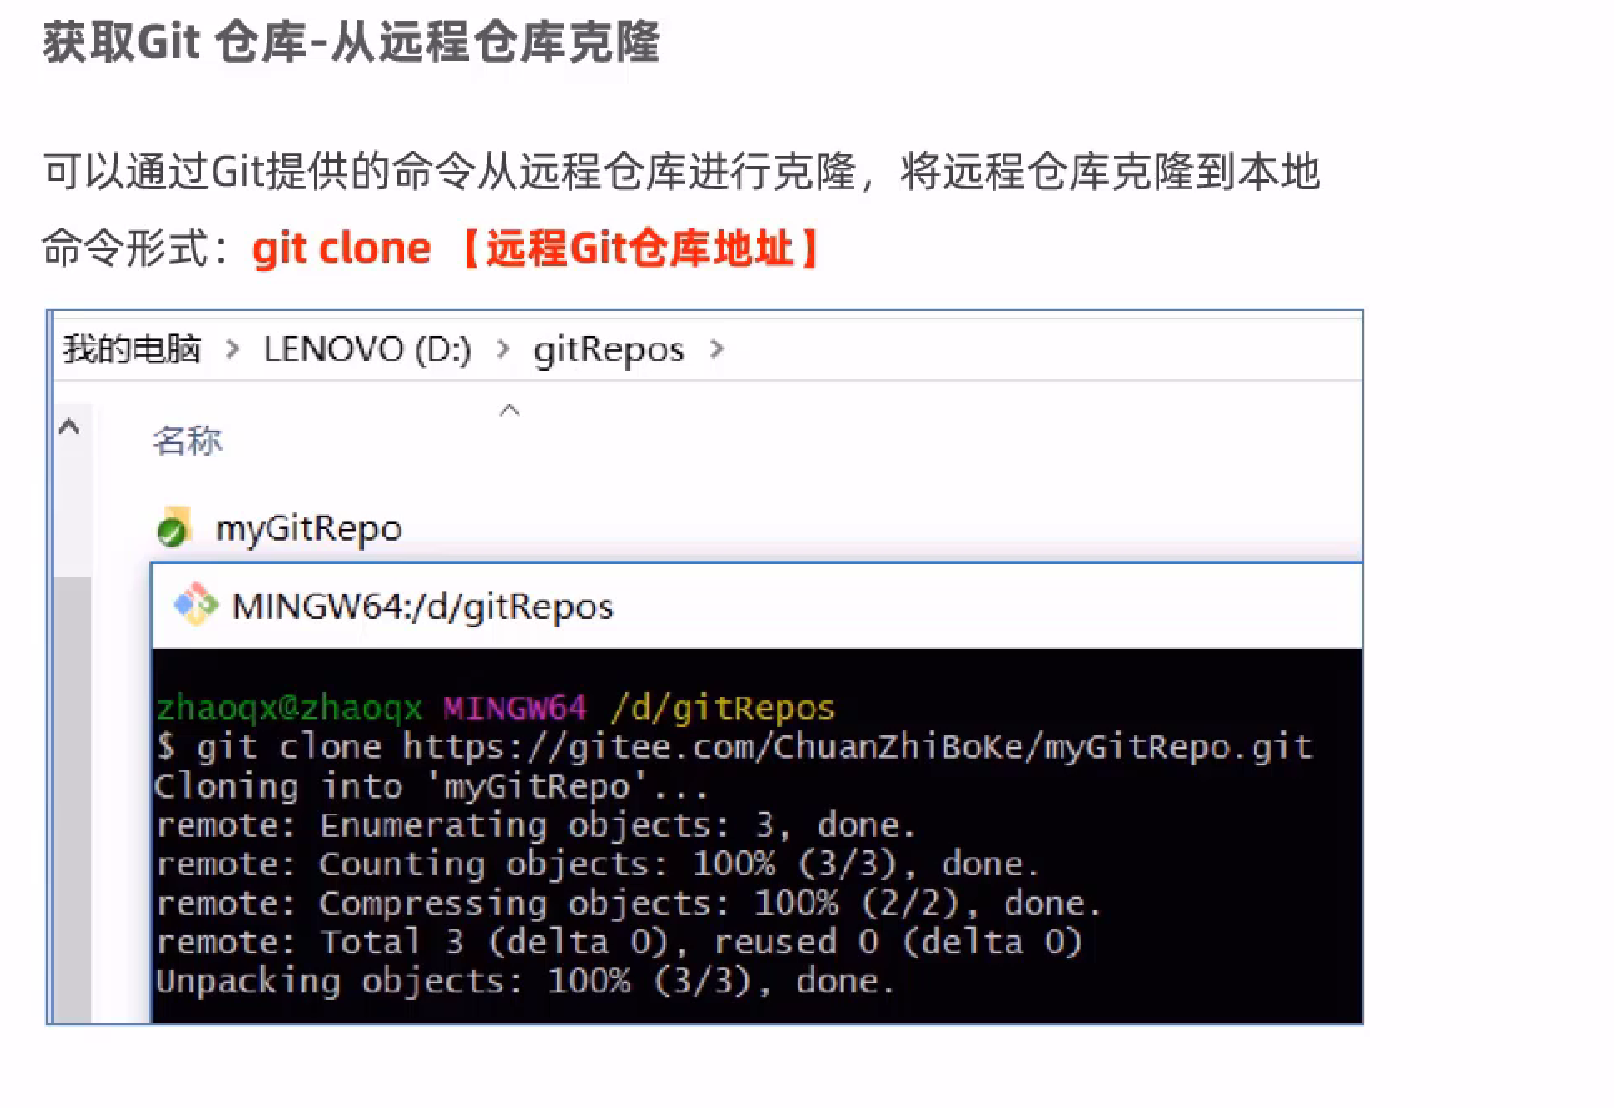 获取Git 仓库-从远程仓库克隆
可以通过Git提供的命令从远程仓库进行克隆，将远程仓库克隆到本地
命令形式：git clone 【远程Git仓库地址】
我的电脑 > LENOVO (D:) > gitRepos >
名称
myGitRepo
MINGW64:/d/gitRepos
zhaoqx@zhaoqx MINGW64 /d/gitRepos
$ git clone https://gitee.com/ChuanZhiBoKe/myGitRepo.git
Cloning into 'myGitRepo'...
remote: Enumerating objects: 3, done.
remote: Counting objects: 100% (3/3), done.
remote: Compressing objects: 100% (2/2), done.
remote: Total 3 (delta 0), reused 0 (delta 0)
Unpacking objects: 100% (3/3), done.